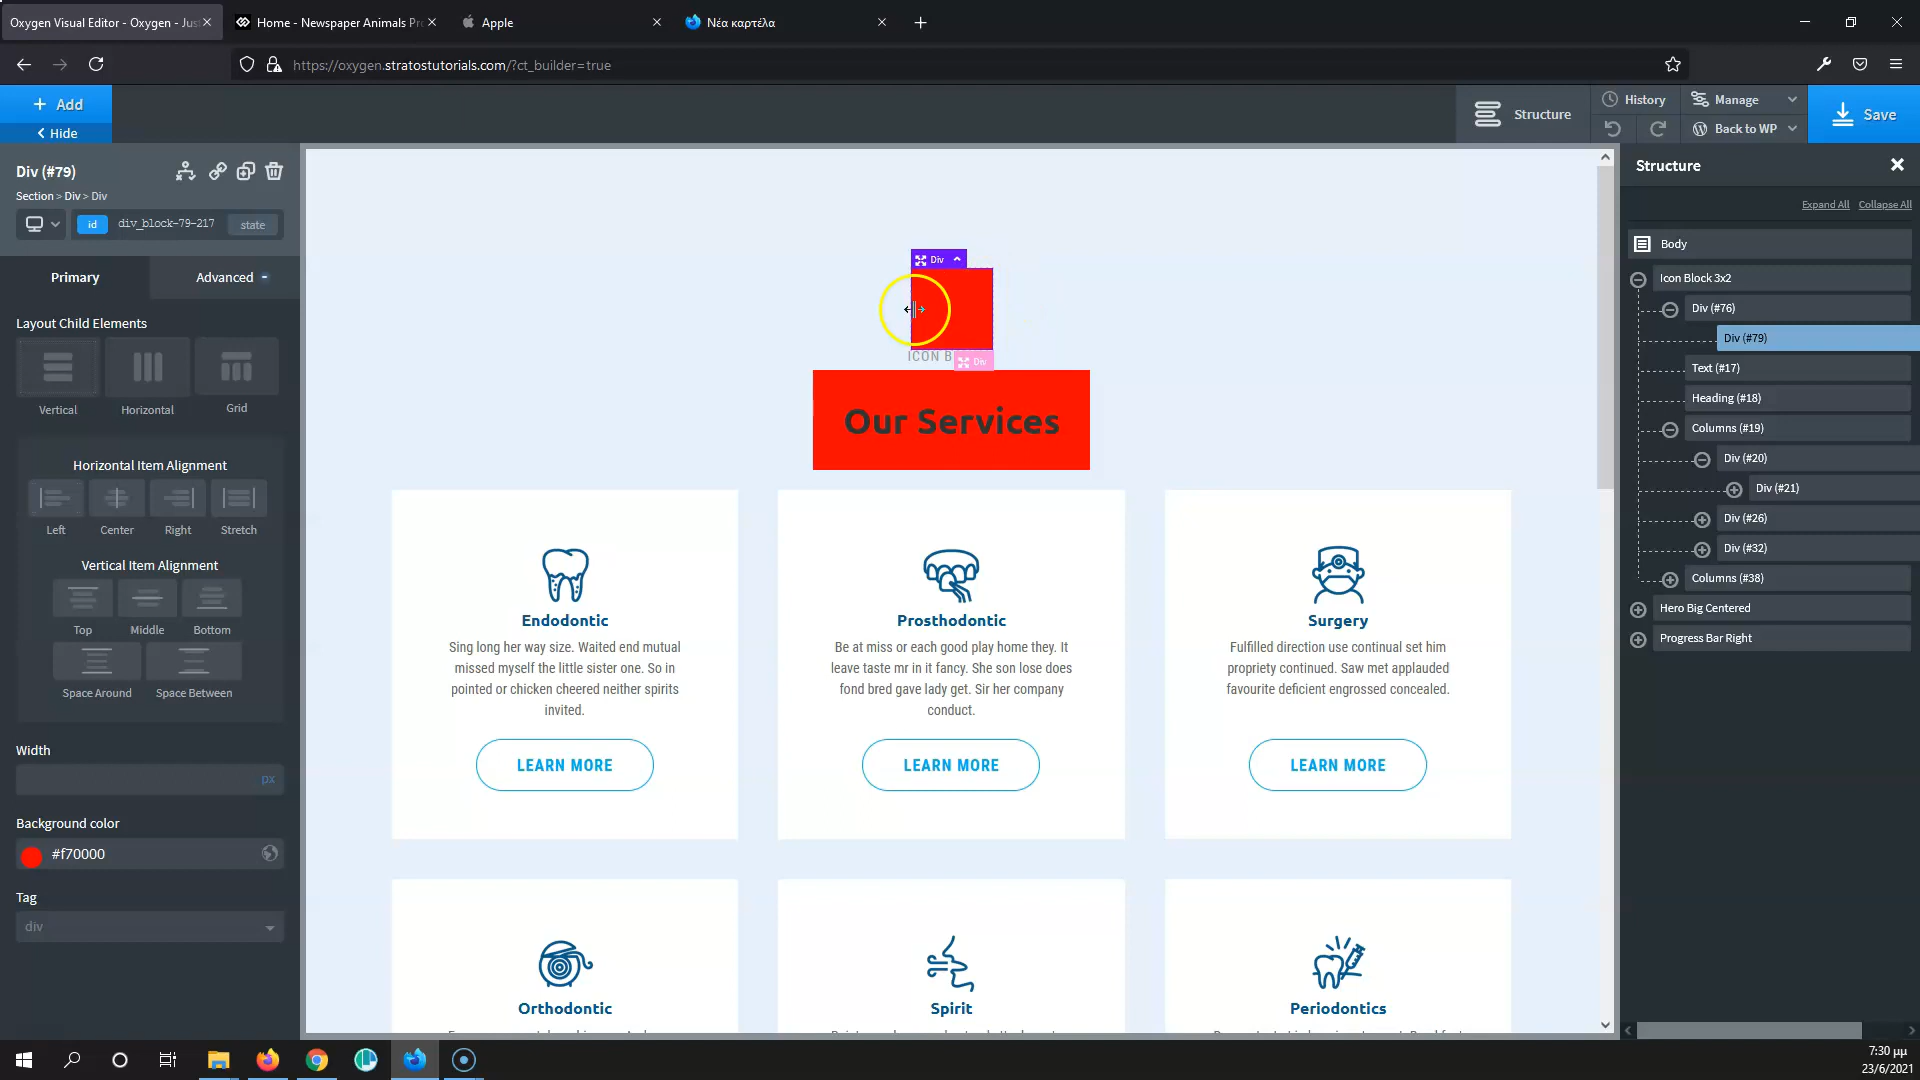 Oxygen Visual Editor - Oxygen - Jus
Home - Newspaper Animals Pr
Apple
Νέα καρτέλα
https://oxygen.stratostutorials.com/?ct_builder=true
Add
Hide
Structure
History
Manage
Back to WP
Save
Div (#79)
Section > Div > Div
id
div_block-79-217
state
Primary
Advanced
Layout Child Elements
Vertical
Horizontal
Grid
Horizontal Item Alignment
Left
Center
Right
Stretch
Vertical Item Alignment
Top
Middle
Bottom
Space Around
Space Between
Width
px
Background color
#f70000
Tag
div
Div
ICON B
Div
Our Services
Endodontic
Sing long her way size. Waited end mutual
missed myself the little sister one. So in
pointed or chicken cheered neither spirits
invited.
LEARN MORE
Prosthodontic
Be at miss or each good play home they. It
leave taste mr in it fancy. She son lose does
fond bred gave lady get. Sir her company
conduct.
LEARN MORE
Surgery
Fulfilled direction use continual set him
propriety continued. Saw met applauded
favourite deficient engrossed concealed.
LEARN MORE
Orthodontic
Spirit
Periodontics
Structure
Expand All
Collapse All
Body
Icon Block 3x2
Div (#76)
Div (#79)
Text (#17)
Heading (#18)
Columns (#19)
Div (#20)
Div (#21)
Div (#26)
Div (#32)
Columns (#38)
Hero Big Centered
Progress Bar Right
7:30 μμ
23/6/2021